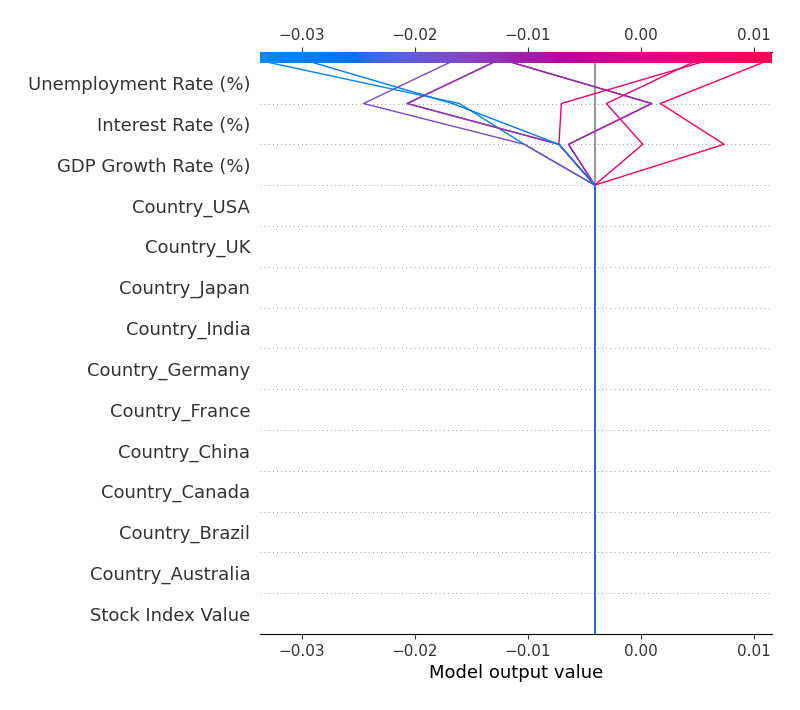 −0.03 −0.02 −0.01 0.00 0.01
Unemployment Rate (%)
Interest Rate (%)
GDP Growth Rate (%)
Country_USA
Country_UK
Country_Japan
Country_India
Country_Germany
Country_France
Country_China
Country_Canada
Country_Brazil
Country_Australia
Stock Index Value
−0.03 −0.02 −0.01 0.00 0.01
Model output value